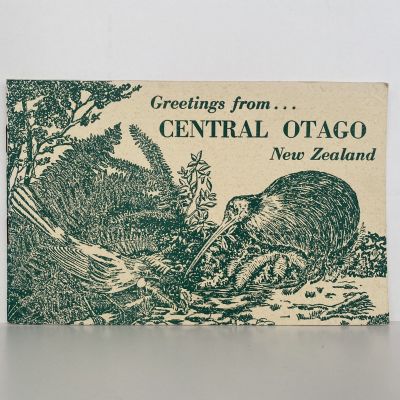 Greetings from...
CENTRAL OTAGO
New Zealand